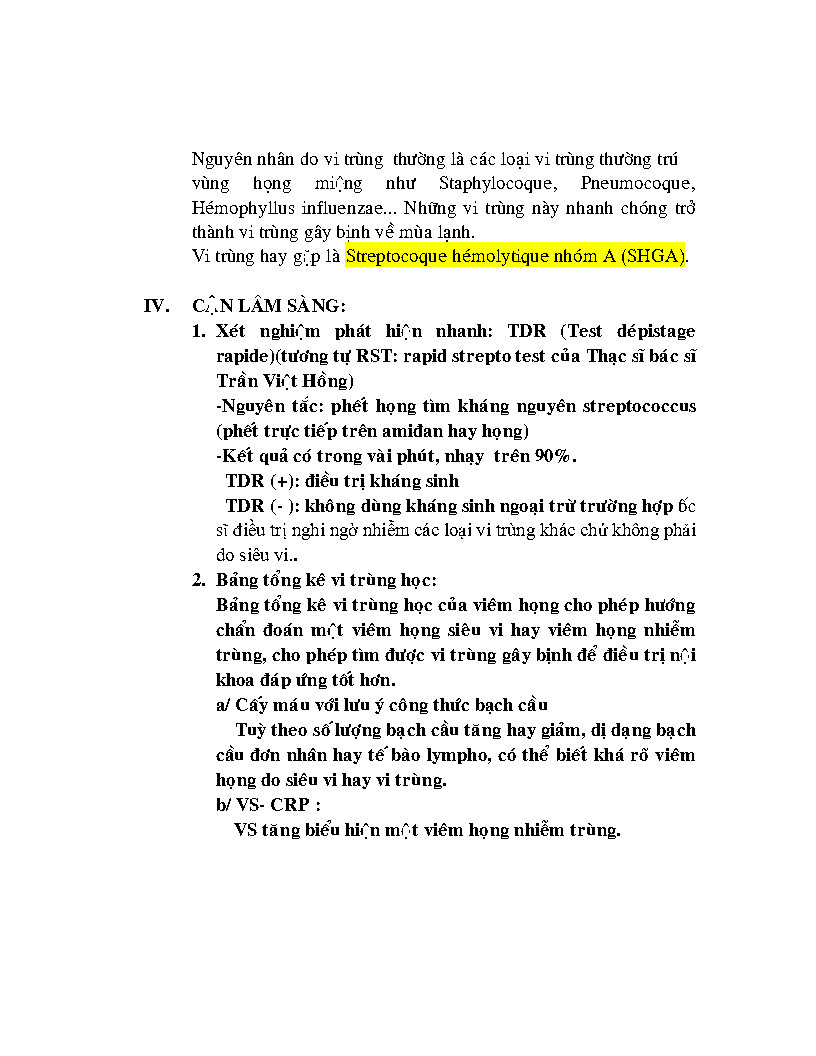 Nguyên nhân do vi trùng thường là các loại vi trùng thường trú
vùng họng miệng như Staphylocoque, Pneumocoque,
Hémophyllus influenzae... Những vi trùng này nhanh chóng trở
thành vi trùng gây bịnh về mùa lạnh.
Vi trùng hay gặp là Streptocoque hémolytique nhóm A (SHGA).
IV. CẬN LÂM SÀNG:
1. Xét nghiệm phát hiện nhanh: TDR (Test dépistage
rapide)(tương tự RST: rapid strepto test của Thạc sĩ bác sĩ
Trần Việt Hồng)
-Nguyên tắc: phết họng tìm kháng nguyên streptococcus
(phết trực tiếp trên amiđan hay họng)
-Kết quả có trong vài phút, nhạy trên 90%.
TDR (+): điều trị kháng sinh
TDR (- ): không dùng kháng sinh ngoại trừ trường hợp ốc
sĩ điều trị nghi ngờ nhiễm các loại vi trùng khác chứ không phải
do siêu vi..
2. Bảng tổng kê vi trùng học:
Bảng tổng kê vi trùng học của viêm họng cho phép hướng
chẩn đoán một viêm họng siêu vi hay viêm họng nhiễm
trùng, cho phép tìm được vi trùng gây bịnh để điều trị nội
khoa đáp ứng tốt hơn.
a/ Cấy máu với lưu ý công thức bạch cầu
Tuỳ theo số lượng bạch cầu tăng hay giảm, dị dạng bạch
cầu đơn nhân hay tế bào lympho, có thể biết khá rõ viêm
họng do siêu vi hay vi trùng.
b/ VS- CRP :
VS tăng biểu hiện một viêm họng nhiễm trùng.